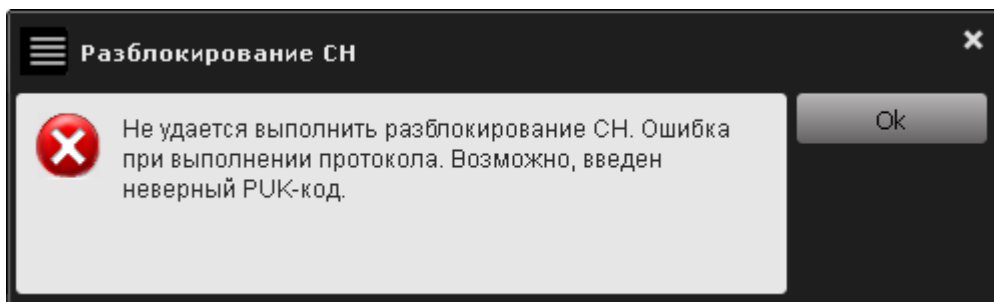 Разблокирование СН
Не удается выполнить разблокирование СН. Ошибка
при выполнении протокола. Возможно, введен
неверный PUK-код.
Ok